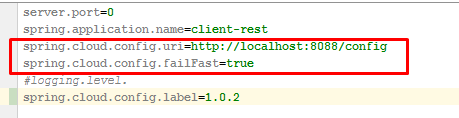 server.port=0
spring.application.name=client-rest
spring.cloud.config.uri=http://localhost:8088/config
spring.cloud.config.failFast=true
#logging.level.
spring.cloud.config.label=1.0.2